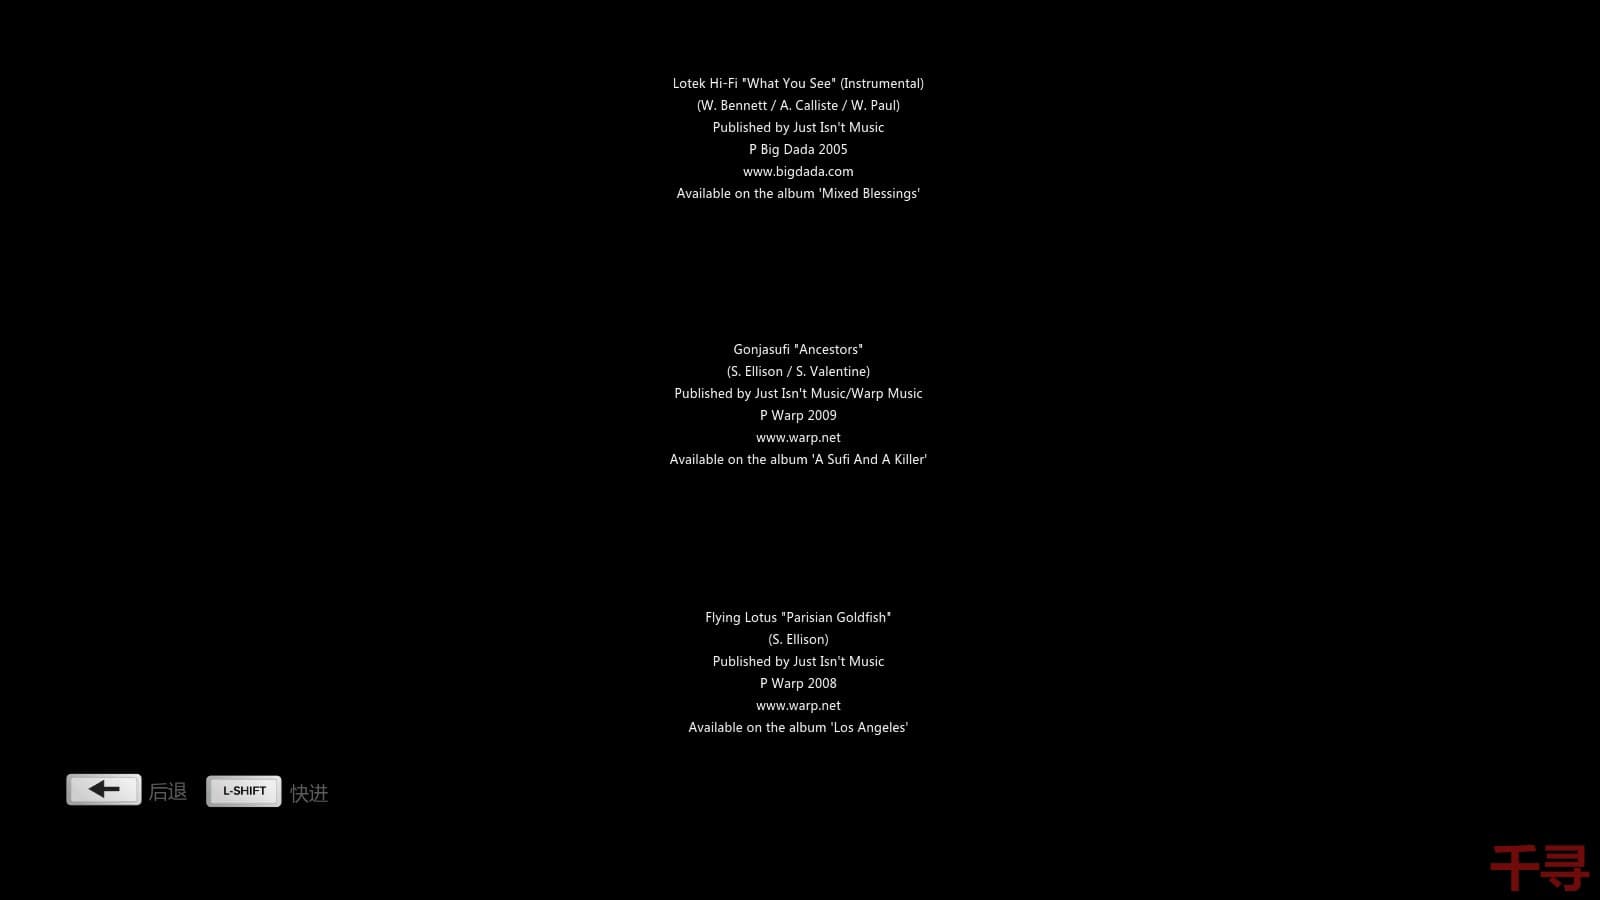 Lotek Hi-Fi "What You See" (Instrumental)
(W. Bennett / A. Calliste / W. Paul)
Published by Just Isn't Music
P Big Dada 2005
www.bigdada.com
Available on the album 'Mixed Blessings'
Gonjasufi "Ancestors"
(S. Ellison / S. Valentine)
Published by Just Isn't Music/Warp Music
P Warp 2009
www.warp.net
Available on the album 'A Sufi And A Killer'
Flying Lotus "Parisian Goldfish"
(S. Ellison)
Published by Just Isn't Music
P Warp 2008
www.warp.net
Available on the album 'Los Angeles'
后退 L-SHIFT 快进
千寻